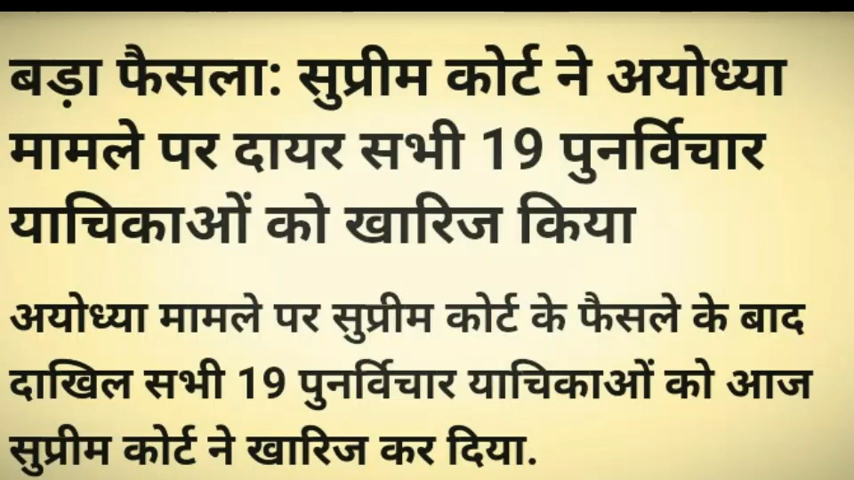 बड़ा फैसला: सुप्रीम कोर्ट ने अयोध्या
मामले पर दायर सभी 19 पुनर्विचार
याचिकाओं को खारिज किया
अयोध्या मामले पर सुप्रीम कोर्ट के फैसले के बाद
दाखिल सभी 19 पुनर्विचार याचिकाओं को आज
सुप्रीम कोर्ट ने खारिज कर दिया.